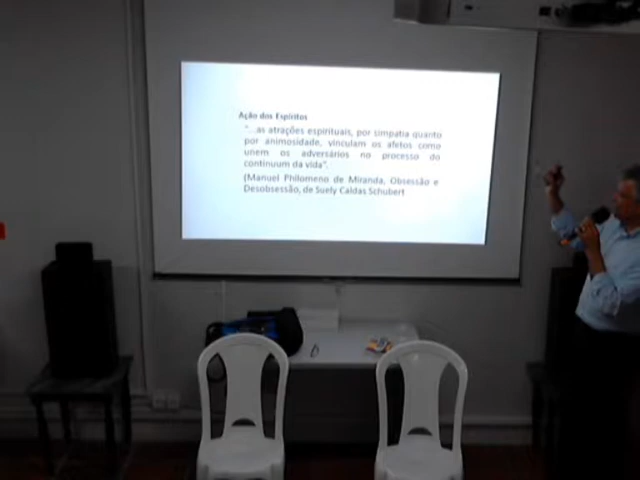 Ação dos Espíritos
"...as atrações espirituais, por simpatia quanto
por animosidade, vinculam os afetos como
unem os adversários no processo do
continuum da vida".
(Manuel Philomeno de Miranda, Obsessão e
Desobsessão, de Suely Caldas Schubert